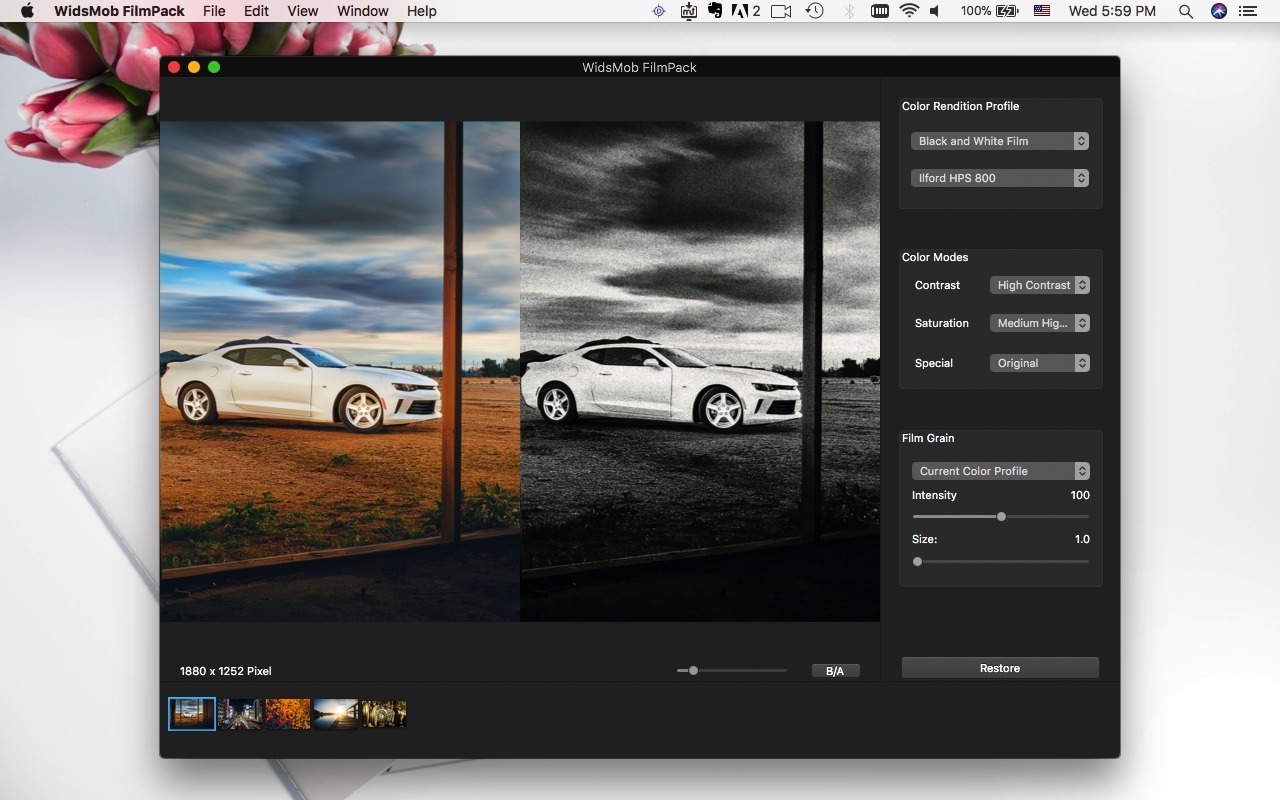 WidsMob FilmPack File Edit View Window Help 2 100% Wed 5:59 PM
WidsMob FilmPack
Color Rendition Profile
Black and White Film
Ilford HPS 800
Color Modes
Contrast High Contrast
Saturation Medium Hig...
Special Original
Film Grain
Current Color Profile
Intensity 100
Size: 1.0
1880 x 1252 Pixel B/A Restore